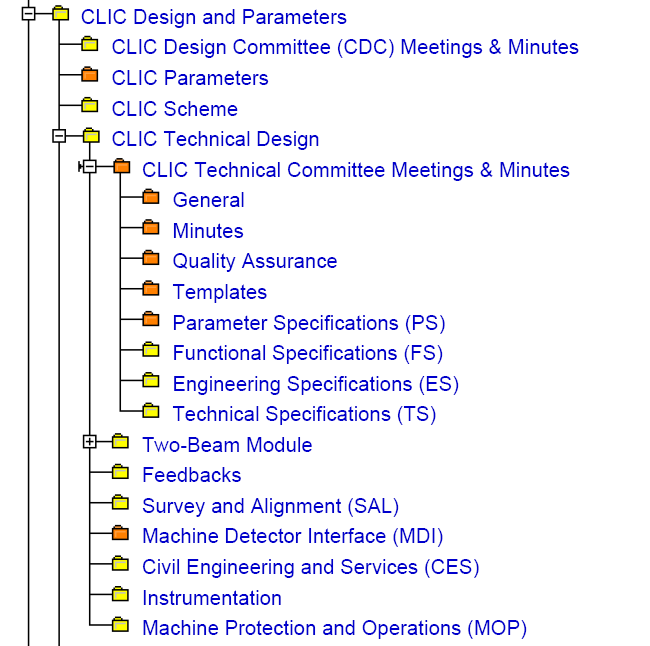 CLIC Design and Parameters
CLIC Design Committee (CDC) Meetings & Minutes
CLIC Parameters
CLIC Scheme
CLIC Technical Design
CLIC Technical Committee Meetings & Minutes
General
Minutes
Quality Assurance
Templates
Parameter Specifications (PS)
Functional Specifications (FS)
Engineering Specifications (ES)
Technical Specifications (TS)
Two-Beam Module
Feedbacks
Survey and Alignment (SAL)
Machine Detector Interface (MDI)
Civil Engineering and Services (CES)
Instrumentation
Machine Protection and Operations (MOP)